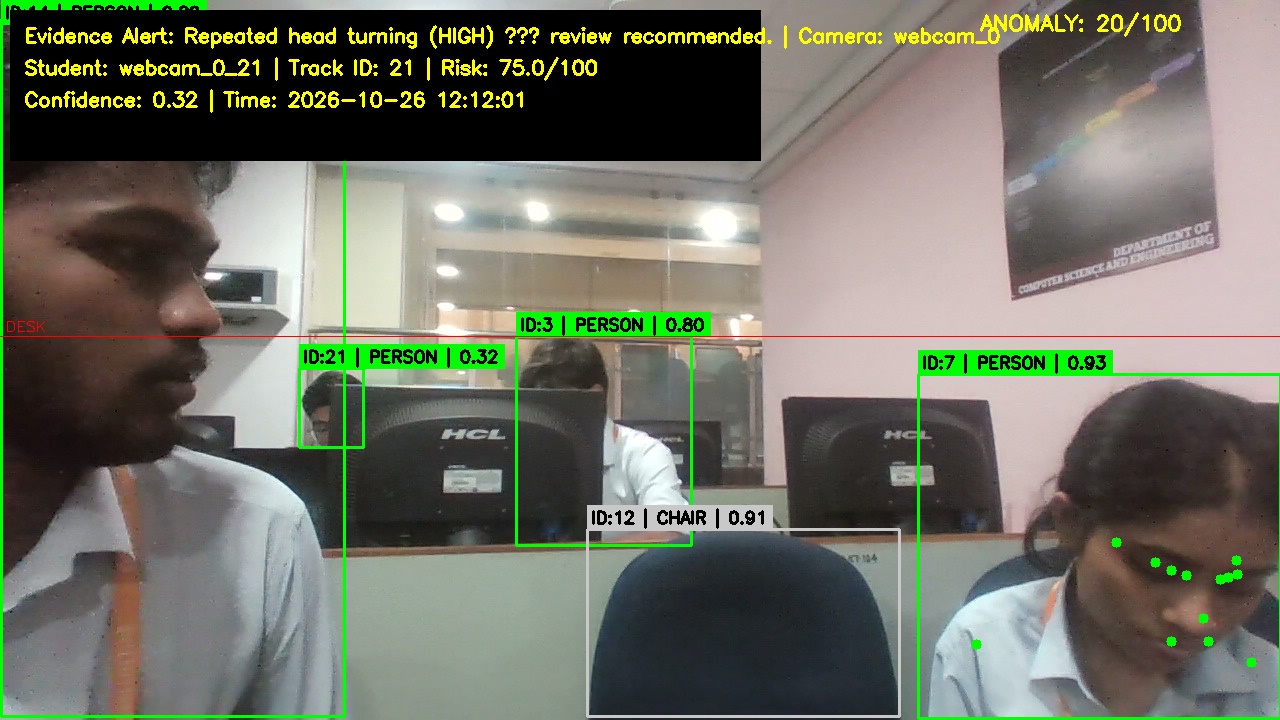 Evidence Alert: Repeated head turning (HIGH) ??? review recommended. | Camera: webcam_0
ANOMALY: 20/100
Student: webcam_0_21 | Track ID: 21 | Risk: 75.0/100
Confidence: 0.32 | Time: 2026-10-26 12:12:01
DEPARTMENT OF
COMPUTER SCIENCE AND ENGINEERING
DESK
ID:3 | PERSON | 0.80
ID:21 | PERSON | 0.32
ID:7 | PERSON | 0.93
HCL
HCL
HCL
ID:12 | CHAIR | 0.91